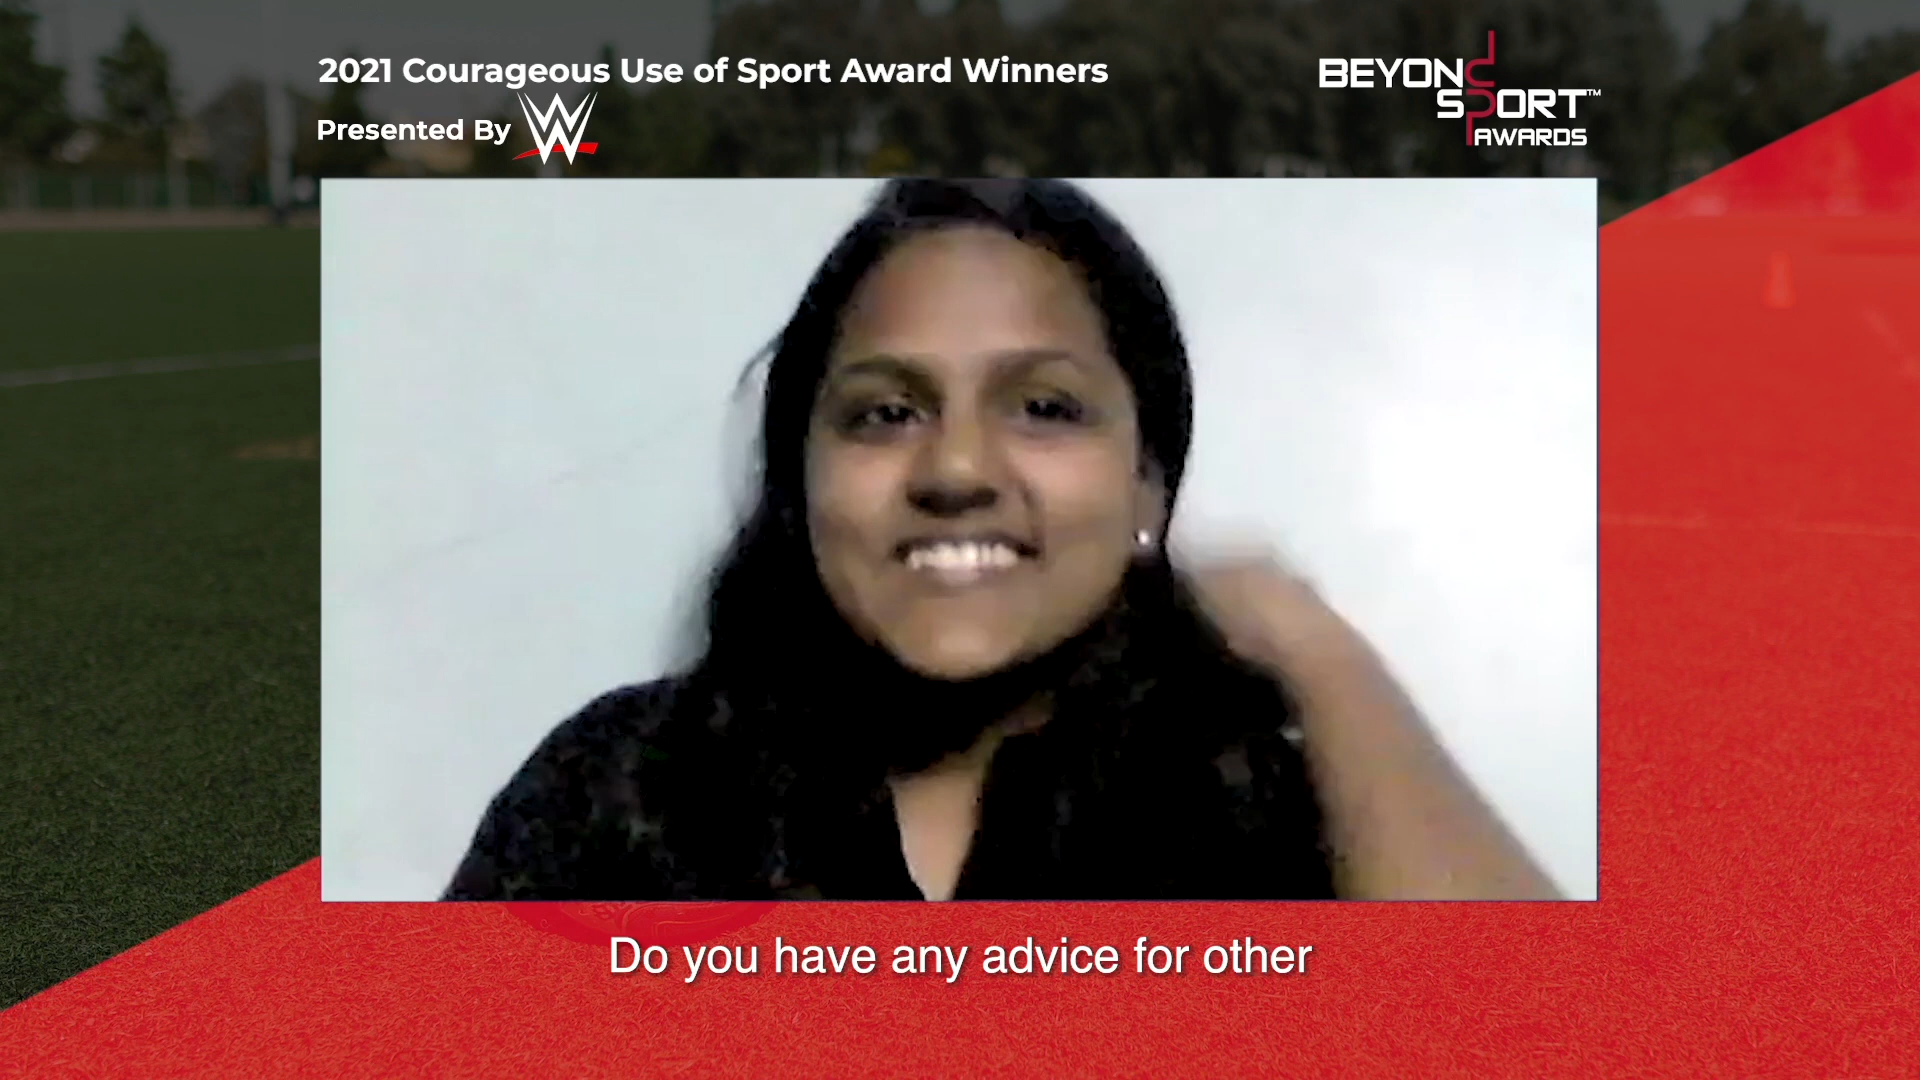 2021 Courageous Use of Sport Award Winners
Presented By W
BEYOND
SPORT™
AWARDS
Do you have any advice for other